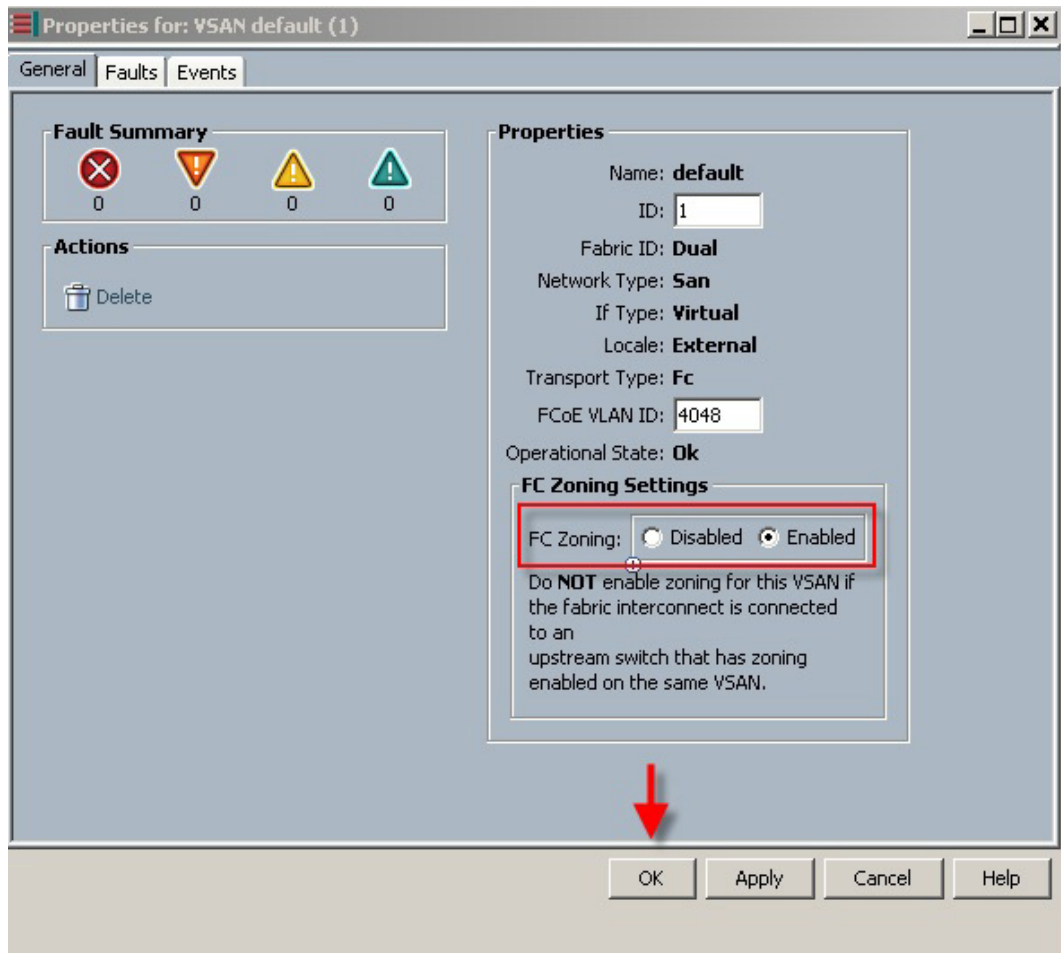 Properties for: VSAN default (1)
General Faults Events
Fault Summary
0 0 0 0
Actions
Delete
Properties
Name: default
ID: 1
Fabric ID: Dual
Network Type: San
If Type: Virtual
Locale: External
Transport Type: Fc
FCoE VLAN ID: 4048
Operational State: Ok
FC Zoning Settings
FC Zoning: Disabled Enabled
Do NOT enable zoning for this VSAN if
the fabric interconnect is connected
to an
upstream switch that has zoning
enabled on the same VSAN.
OK Apply Cancel Help